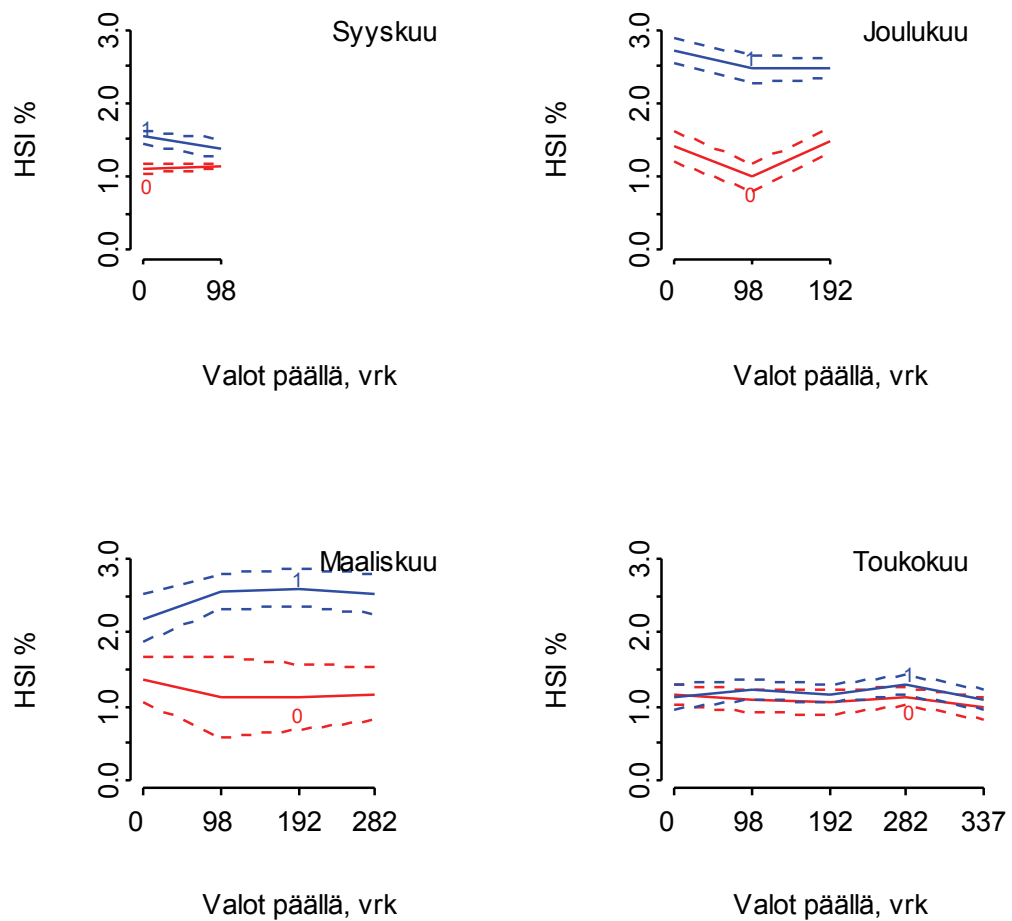 Syyskuu
HSI %
3.0
2.0
1.0
0.0
1
0
0 98
Valot päällä, vrk
Joulukuu
HSI %
3.0
2.0
1.0
0.0
1
0
0 98 192
Valot päällä, vrk
Maaliskuu
HSI %
3.0
2.0
1.0
0.0
1
0
0 98 192 282
Valot päällä, vrk
Toukokuu
HSI %
3.0
2.0
1.0
0.0
1
0
0 98 192 282 337
Valot päällä, vrk